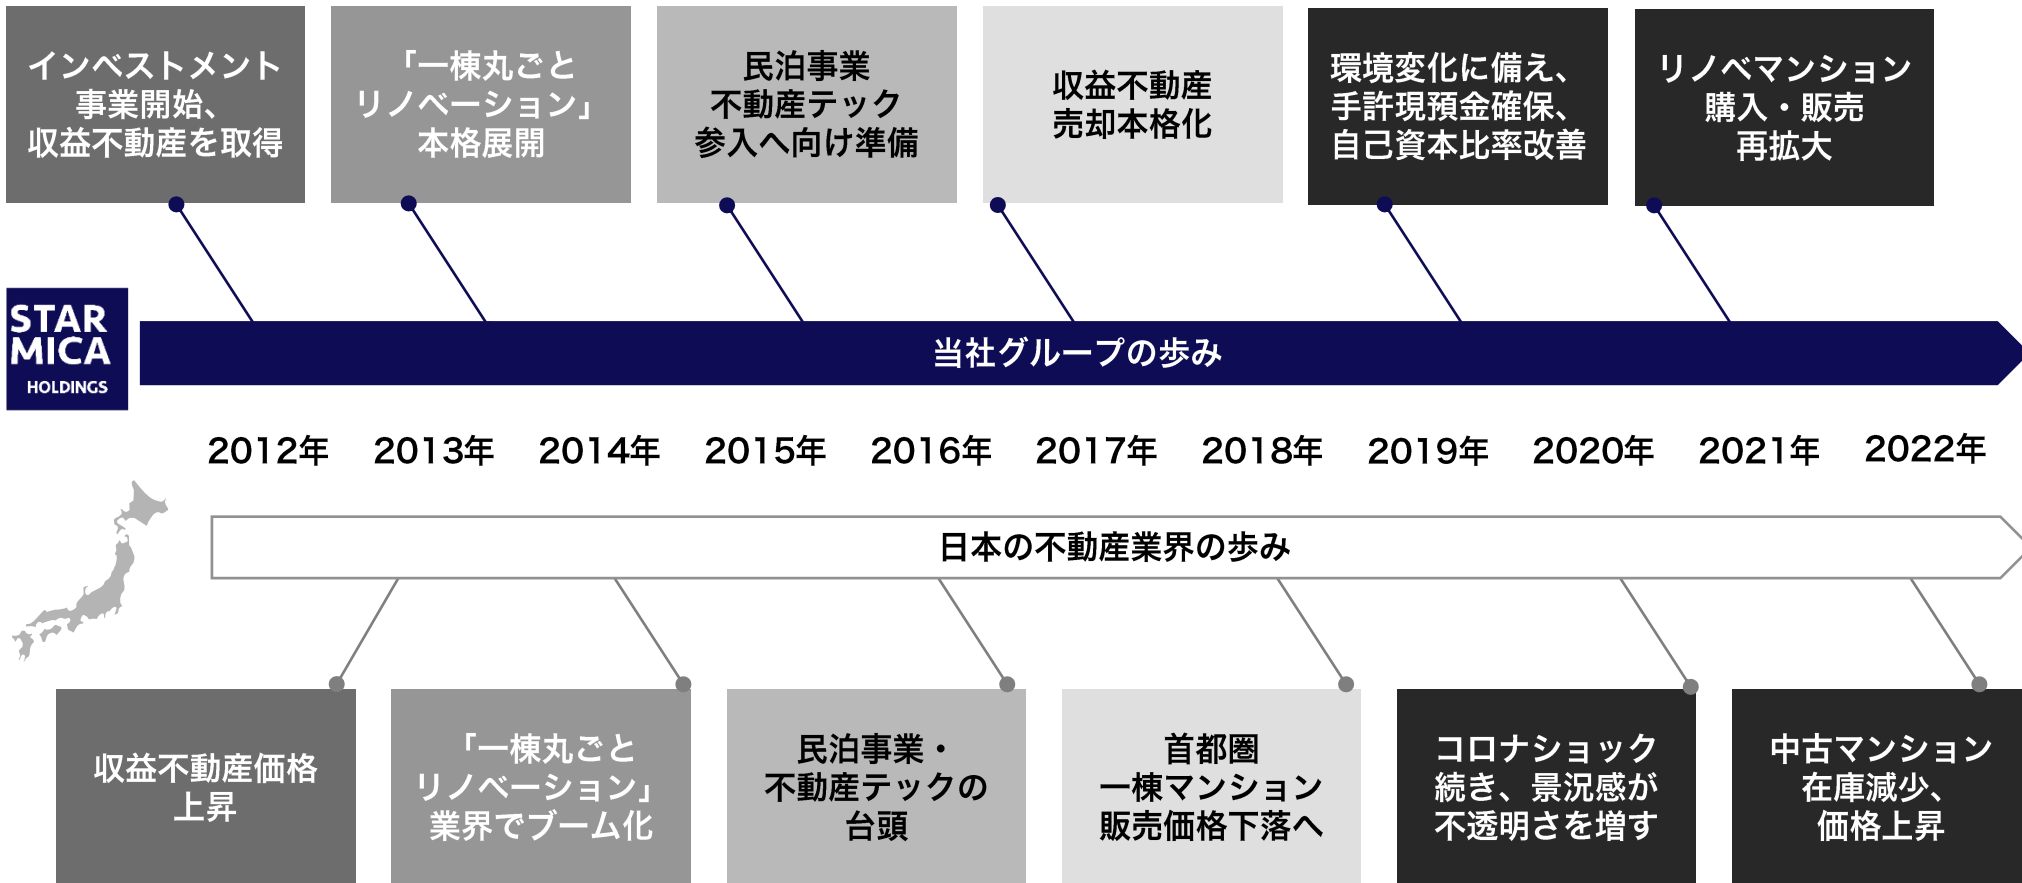 インベストメント
事業開始、
収益不動産を取得
「一棟丸ごと
リノベーション」
本格展開
民泊事業
不動産テック
参入へ向け準備
収益不動産
売却本格化
環境変化に備え、
手許現預金確保、
自己資本比率改善
リノベマンション
購入・販売
再拡大
STAR
MICA
HOLDINGS
当社グループの歩み
2012年
2013年
2014年
2015年
2016年
2017年
2018年
2019年
2020年
2021年
2022年
日本の不動産業界の歩み
収益不動産価格
上昇
「一棟丸ごと
リノベーション」
業界でブーム化
民泊事業・
不動産テックの
台頭
首都圏
一棟マンション
販売価格下落へ
コロナショック
続き、景況感が
不透明さを増す
中古マンション
在庫減少、
価格上昇